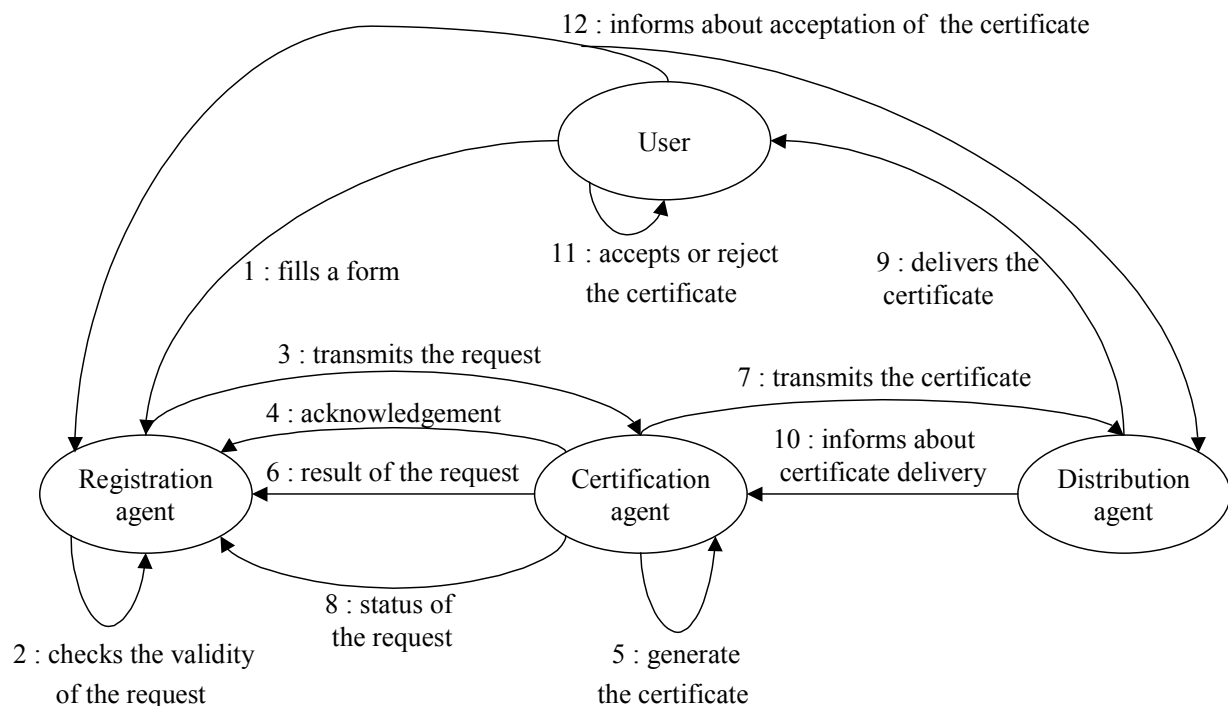 12 : informs about acceptation of the certificate
User
11 : accepts or reject
the certificate
1 : fills a form
9 : delivers the
certificate
3 : transmits the request
7 : transmits the certificate
4 : acknowledgement
10 : informs about
certificate delivery
6 : result of the request
Registration
agent
Certification
agent
Distribution
agent
8 : status of
the request
2 : checks the validity
of the request
5 : generate
the certificate